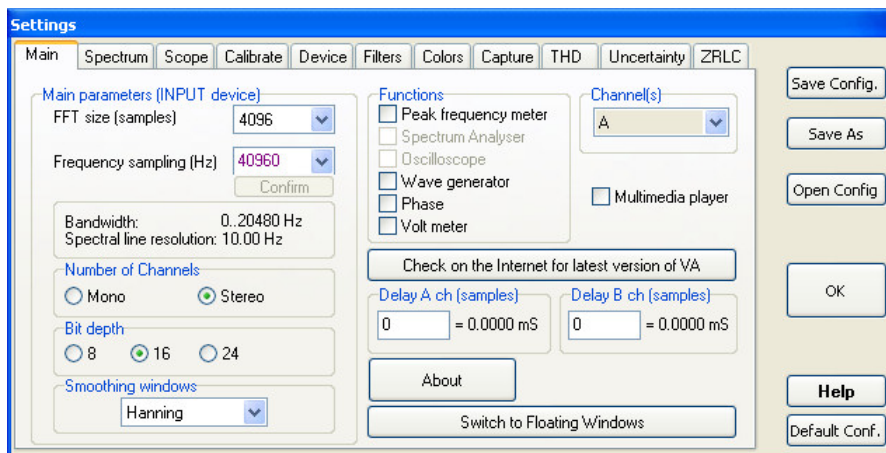 Settings
Main Spectrum Scope Calibrate Device Filters Colors Capture THD Uncertainty ZRLC
Main parameters (INPUT device)
FFT size (samples) 4096
Frequency sampling (Hz) 40960
Confirm
Bandwidth: 0..20480 Hz
Spectral line resolution: 10.00 Hz
Number of Channels
Mono Stereo
Bit depth
8 16 24
Smoothing windows
Hanning
Functions
Peak frequency meter
Spectrum Analyser
Oscilloscope
Wave generator
Phase
Volt meter
Channel(s)
A
Multimedia player
Check on the Internet for latest version of VA
Delay A ch (samples)
0 = 0.0000 mS
Delay B ch (samples)
0 = 0.0000 mS
About
Switch to Floating Windows
Save Config.
Save As
Open Config
OK
Help
Default Conf.